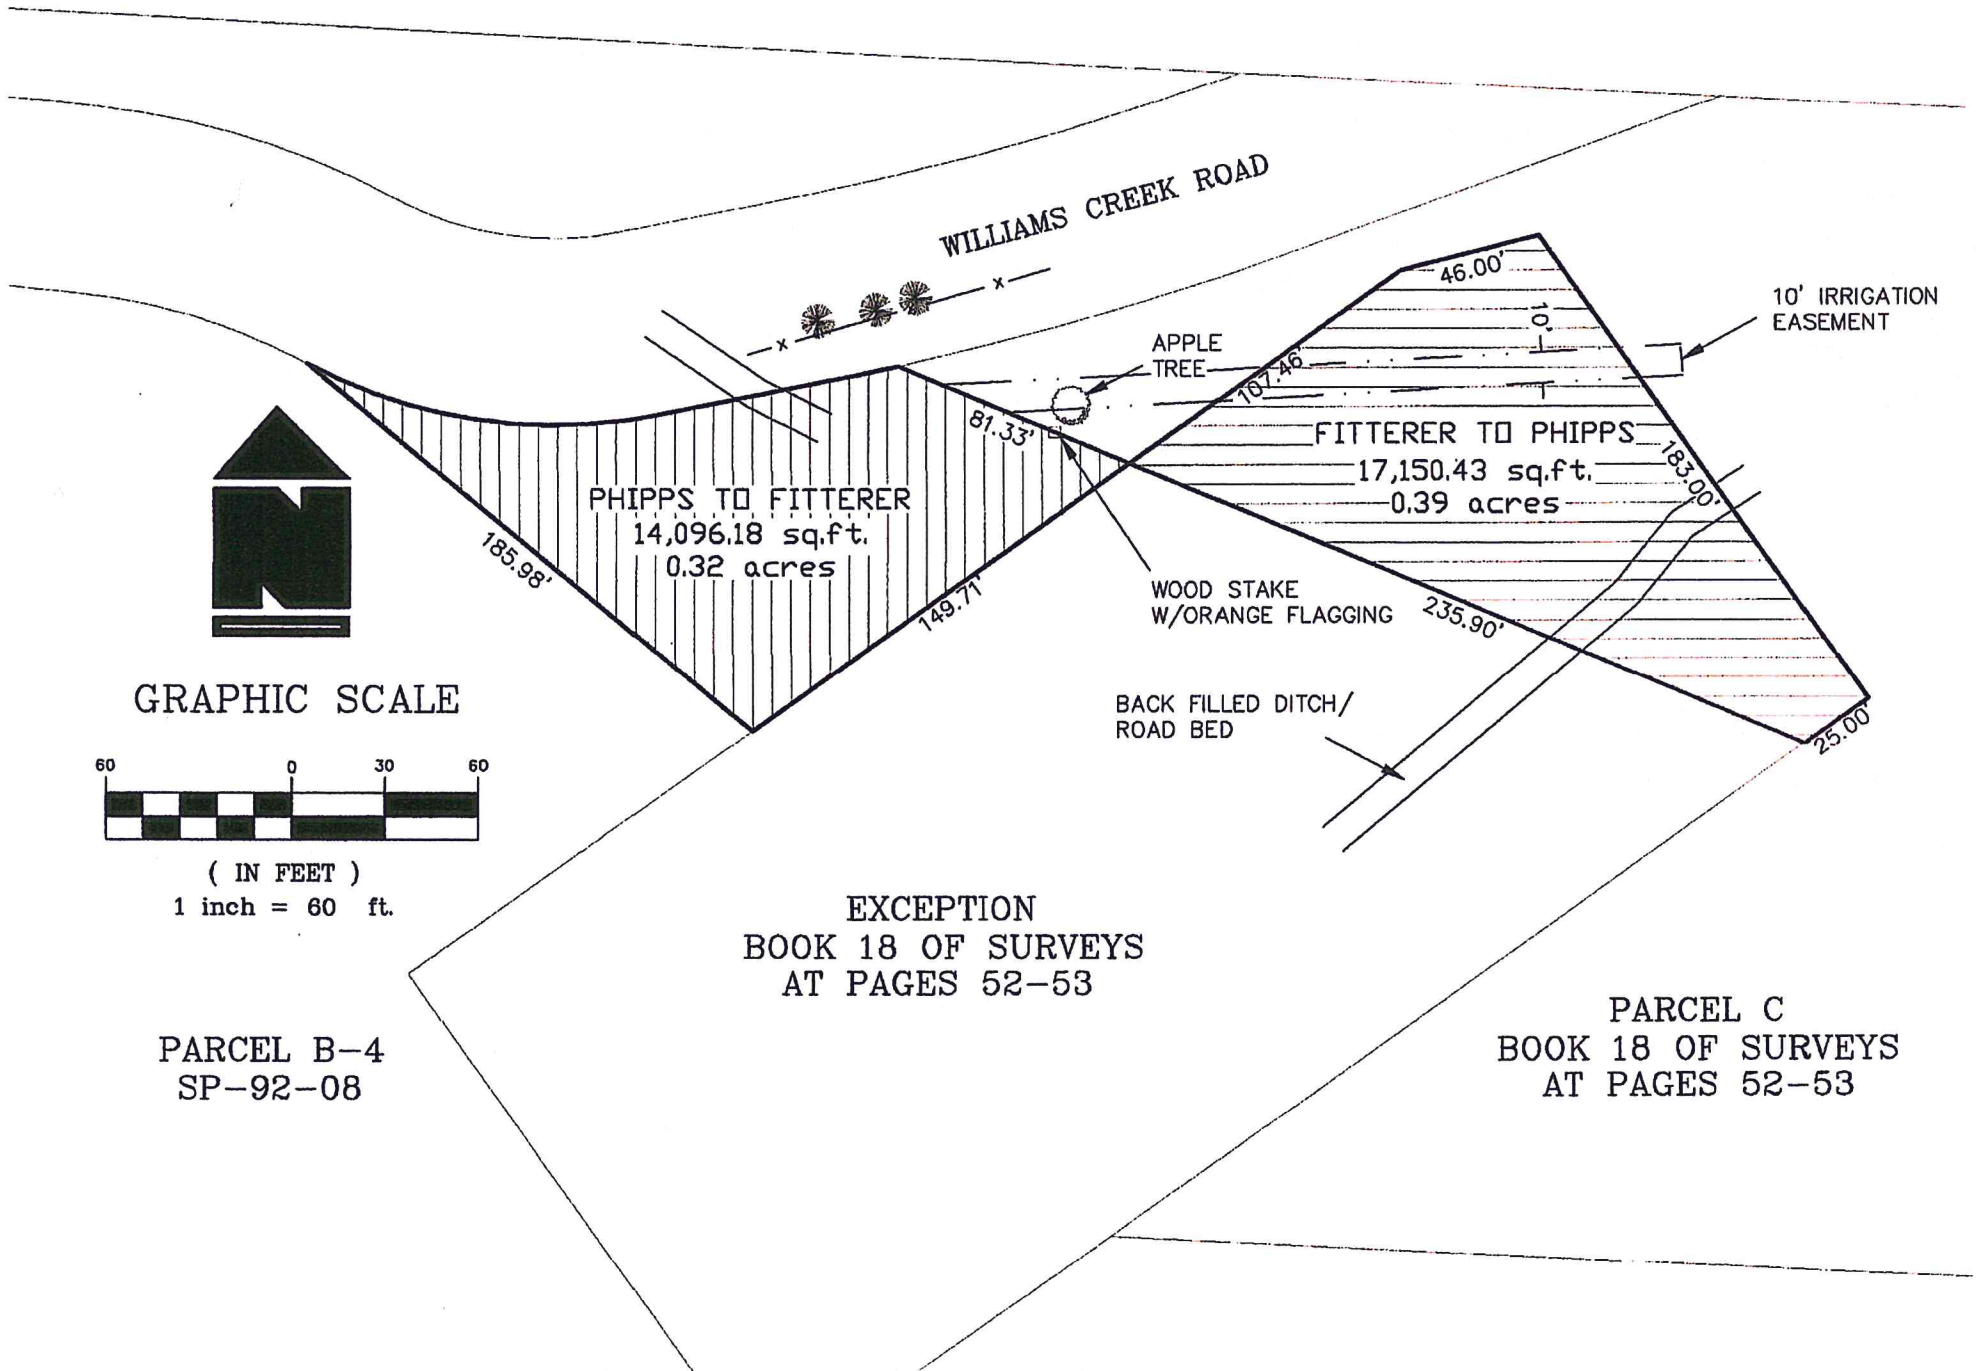 WILLIAMS CREEK ROAD
46.00'
10' IRRIGATION
EASEMENT
10'
x
x
APPLE
TREE
107.46'
81.33'
FITTERER TO PHIPPS
17,150.43 sq.ft.
0.39 acres
183.00'
PHIPPS TO FITTERER
14,096.18 sq.ft.
0.32 acres
185.98'
149.71'
WOOD STAKE
W/ORANGE FLAGGING
235.90'
N
GRAPHIC SCALE
BACK FILLED DITCH/
ROAD BED
25.00'
60 0 30 60
( IN FEET )
1 inch = 60 ft.
EXCEPTION
BOOK 18 OF SURVEYS
AT PAGES 52-53
PARCEL B-4
SP-92-08
PARCEL C
BOOK 18 OF SURVEYS
AT PAGES 52-53